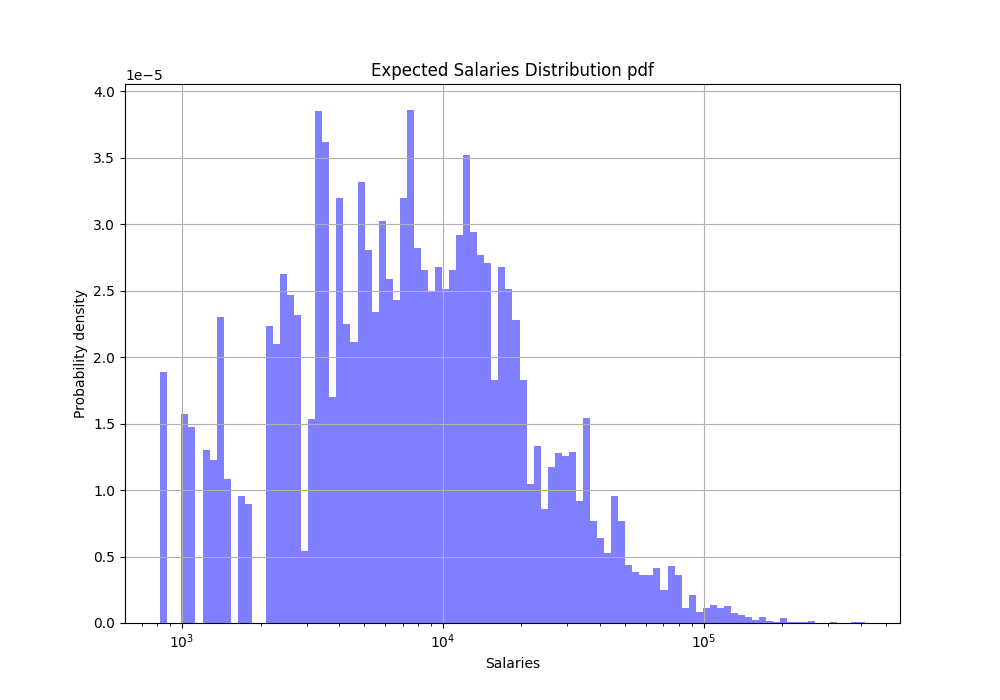 Expected Salaries Distribution pdf
1e−5
4.0
3.5
3.0
2.5
2.0
1.5
1.0
0.5
0.0
Probability density
10³ 10⁴ 10⁵
Salaries